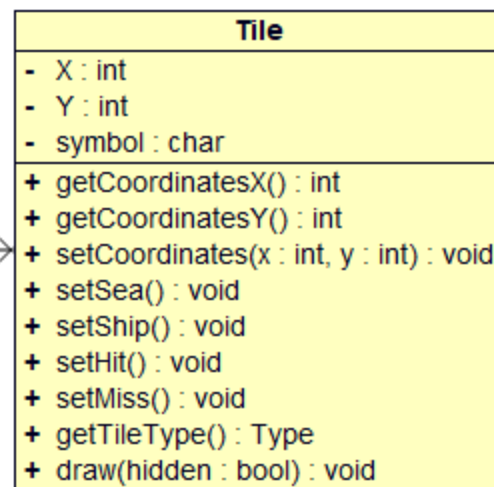 Tile
- X : int
- Y : int
- symbol : char
+ getCoordinatesX() : int
+ getCoordinatesY() : int
+ setCoordinates(x : int, y : int) : void
+ setSea() : void
+ setShip() : void
+ setHit() : void
+ setMiss() : void
+ getTileType() : Type
+ draw(hidden : bool) : void